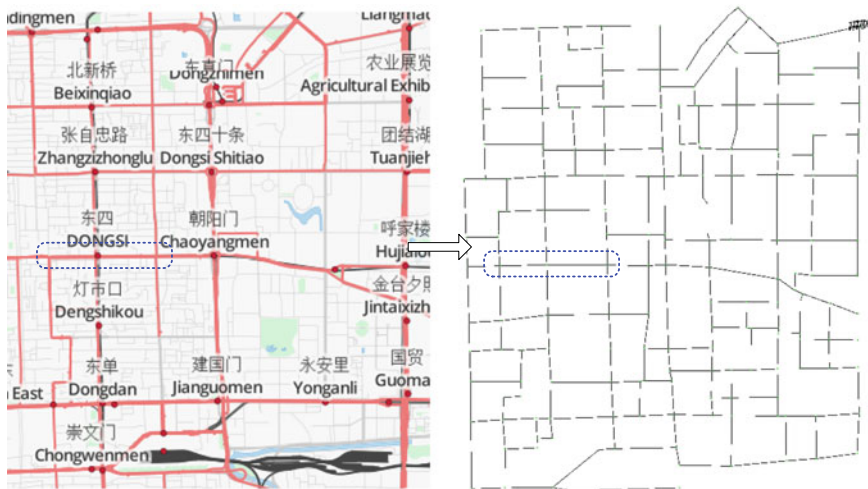 dingmen
Liangma
东直门
Dongzhimen
北新桥
Beixinqiao
农业展览
Agricultural Exhib
张自忠路
Zhangzizhonglu
东四十条
Dongsi Shitiao
团结湖
Tuanjieh
东四
DONGSI
朝阳门
Chaoyangmen
呼家楼
Hujialou
灯市口
Dengshikou
金台夕照
Jintaixizh
东单
Dongdan
建国门
Jianguomen
永安里
Yonganli
国贸
Guoma
n East
崇文门
Chongwenmen